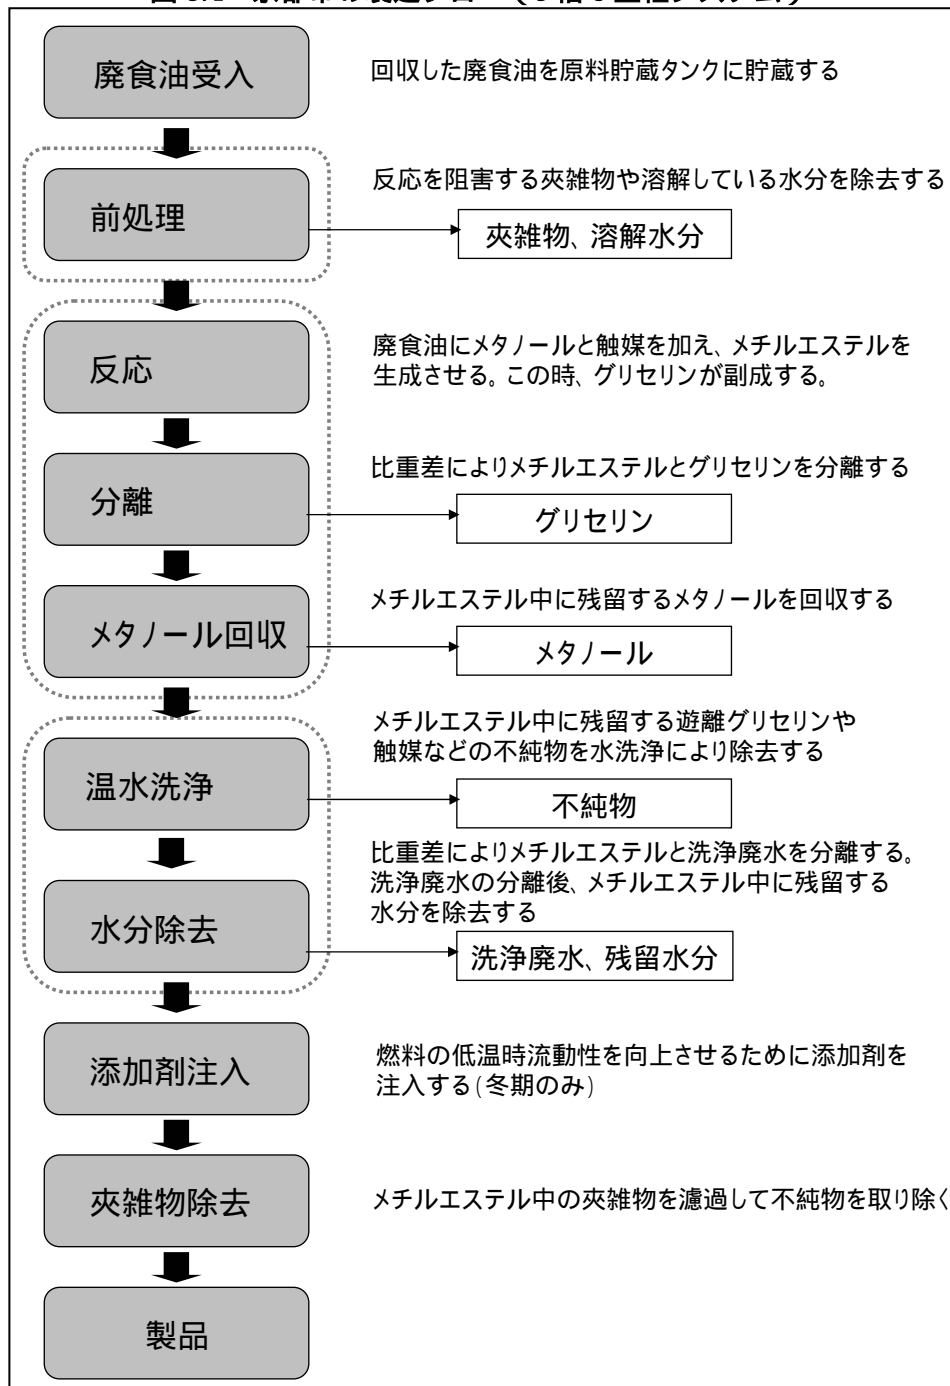 廃食油受入
回収した廃食油を原料貯蔵タンクに貯蔵する
前処理
反応を阻害する夾雑物や溶解している水分を除去する
夾雑物、溶解水分
反応
廃食油にメタノールと触媒を加え、メチルエステルを
生成させる。この時、グリセリンが副成する。
分離
比重差によりメチルエステルとグリセリンを分離する
グリセリン
メタノール回収
メチルエステル中に残留するメタノールを回収する
メタノール
温水洗浄
メチルエステル中に残留する遊離グリセリンや
触媒などの不純物を水洗浄により除去する
不純物
水分除去
比重差によりメチルエステルと洗浄廃水を分離する。
洗浄廃水の分離後、メチルエステル中に残留する
水分を除去する
洗浄廃水、残留水分
添加剤注入
燃料の低温時流動性を向上させるために添加剤を
注入する(冬期のみ)
夾雑物除去
メチルエステル中の夾雑物を濾過して不純物を取り除く
製品